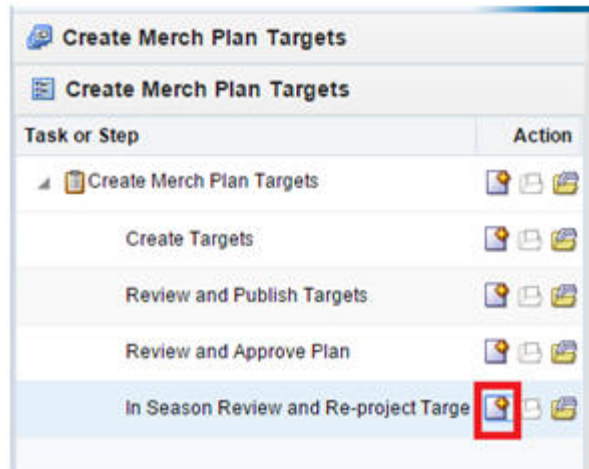 Create Merch Plan Targets
Create Merch Plan Targets
Task or Step Action
Create Merch Plan Targets
Create Targets
Review and Publish Targets
Review and Approve Plan
In Season Review and Re-project Targe